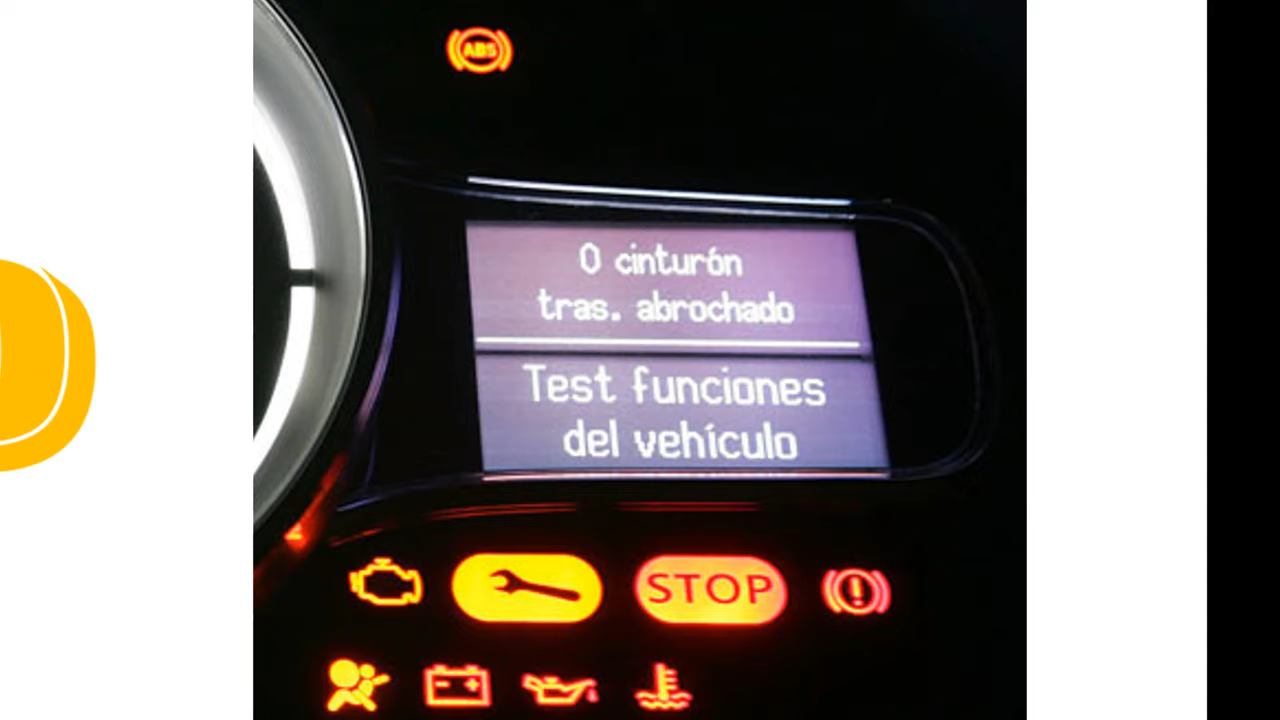 ABS
0 cinturón
tras. abrochado
Test funciones
del vehículo
STOP